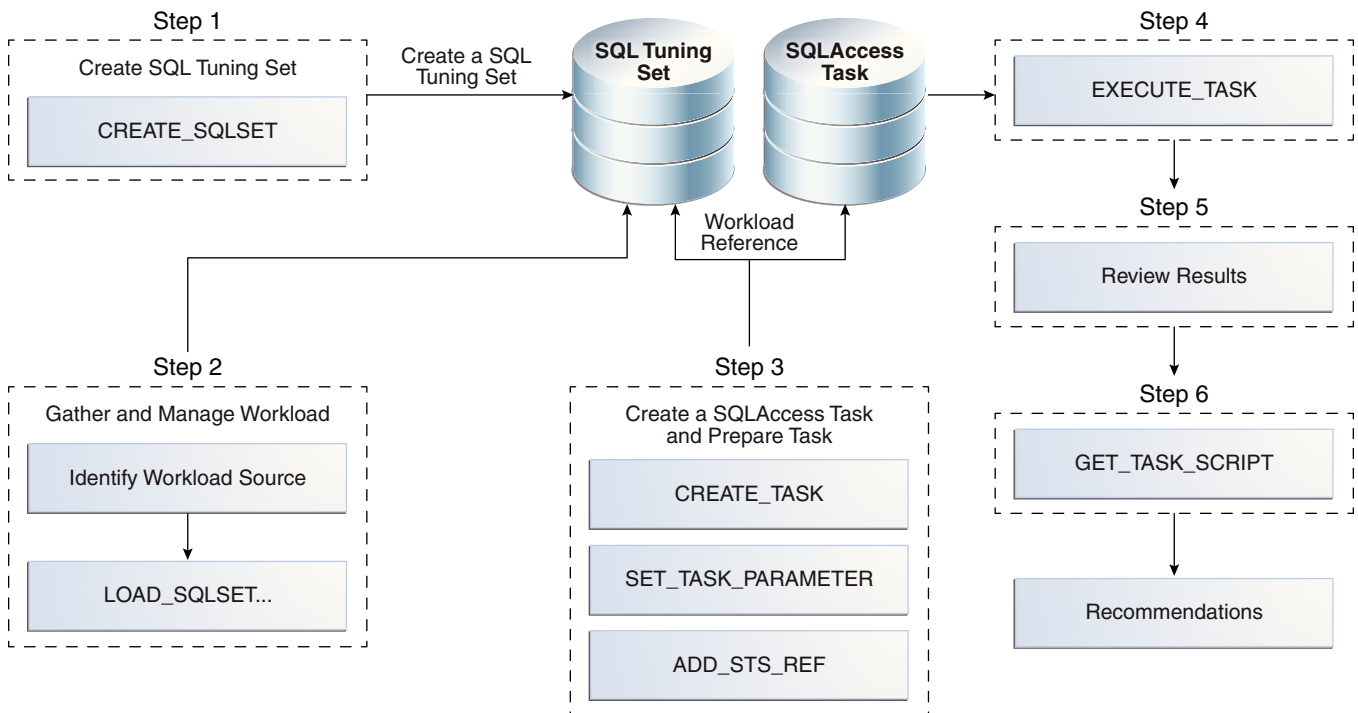 Step 1
Create SQL Tuning Set
CREATE_SQLSET
Create a SQL
Tuning Set
SQL Tuning
Set
SQLAccess
Task
Step 4
EXECUTE_TASK
Workload
Reference
Step 5
Review Results
Step 2
Gather and Manage Workload
Identify Workload Source
LOAD_SQLSET...
Step 3
Create a SQLAccess Task
and Prepare Task
CREATE_TASK
SET_TASK_PARAMETER
ADD_STS_REF
Step 6
GET_TASK_SCRIPT
Recommendations